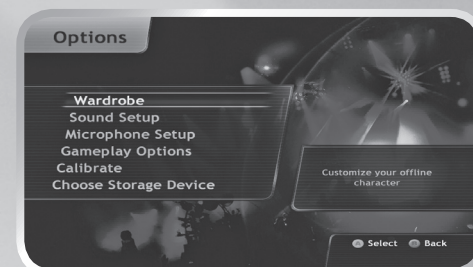 Options
Wardrobe
Sound Setup
Microphone Setup
Gameplay Options
Calibrate
Choose Storage Device
Customize your offline
character
Select
Back